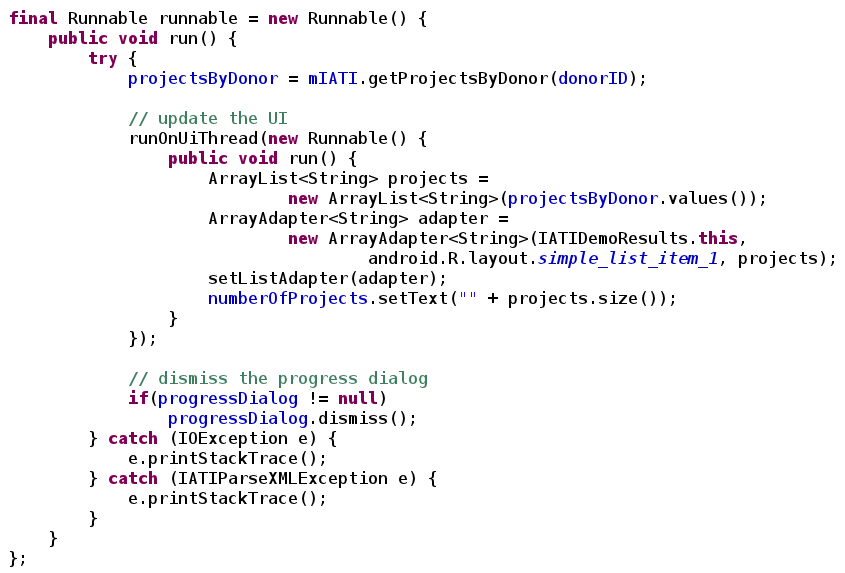 final Runnable runnable = new Runnable() {
    public void run() {
        try {
            projectsByDonor = mIATI.getProjectsByDonor(donorID);

            // update the UI
            runOnUiThread(new Runnable() {
                public void run() {
                    ArrayList<String> projects =
                            new ArrayList<String>(projectsByDonor.values());
                    ArrayAdapter<String> adapter =
                            new ArrayAdapter<String>(IATIDemoResults.this,
                                    android.R.layout.simple_list_item_1, projects);
                    setListAdapter(adapter);
                    numberOfProjects.setText("" + projects.size());
                }
            });

            // dismiss the progress dialog
            if(progressDialog != null)
                progressDialog.dismiss();
        } catch (IOException e) {
            e.printStackTrace();
        } catch (IATIParseXMLException e) {
            e.printStackTrace();
        }
    }
};